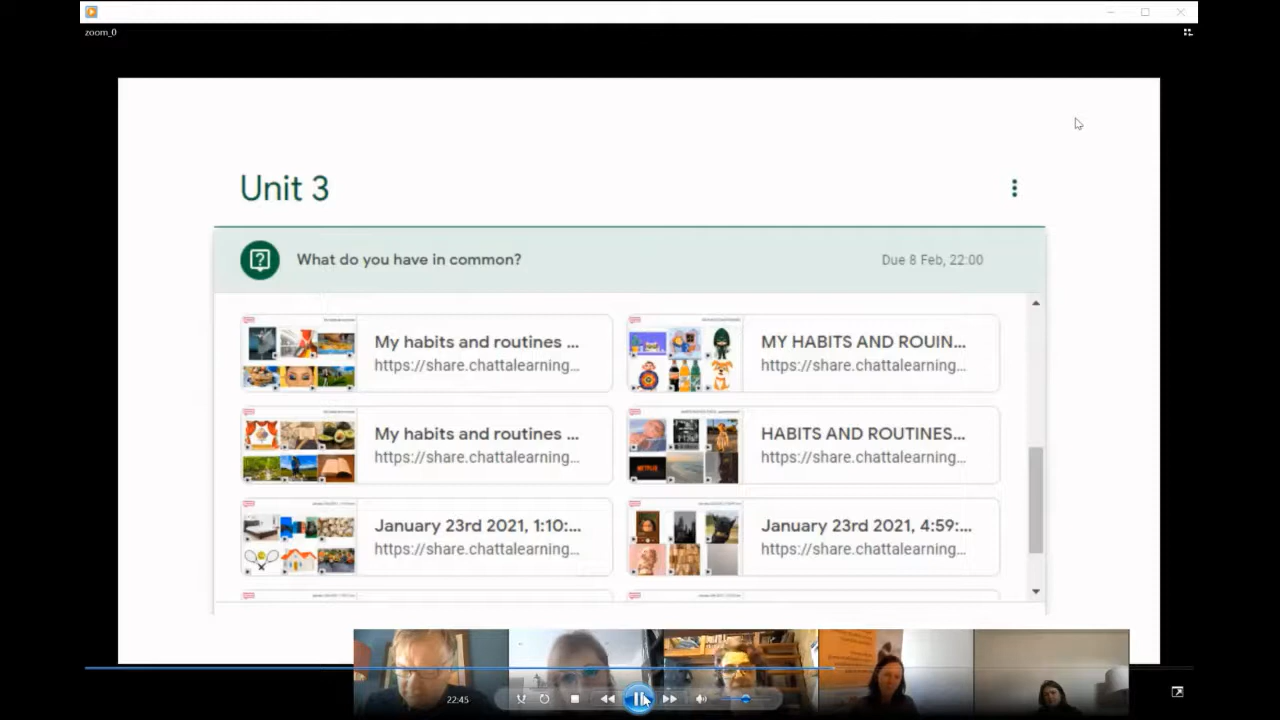 zoom_0
Unit 3
What do you have in common?
Due 8 Feb, 22:00
My habits and routines ...
https://share.chattalearning...
MY HABITS AND ROUIN...
https://share.chattalearning...
My habits and routines ...
https://share.chattalearning...
HABITS AND ROUTINES...
https://share.chattalearning...
January 23rd 2021, 1:10:...
https://share.chattalearning...
January 23rd 2021, 4:59:...
https://share.chattalearning...
NETFLIX
22:45